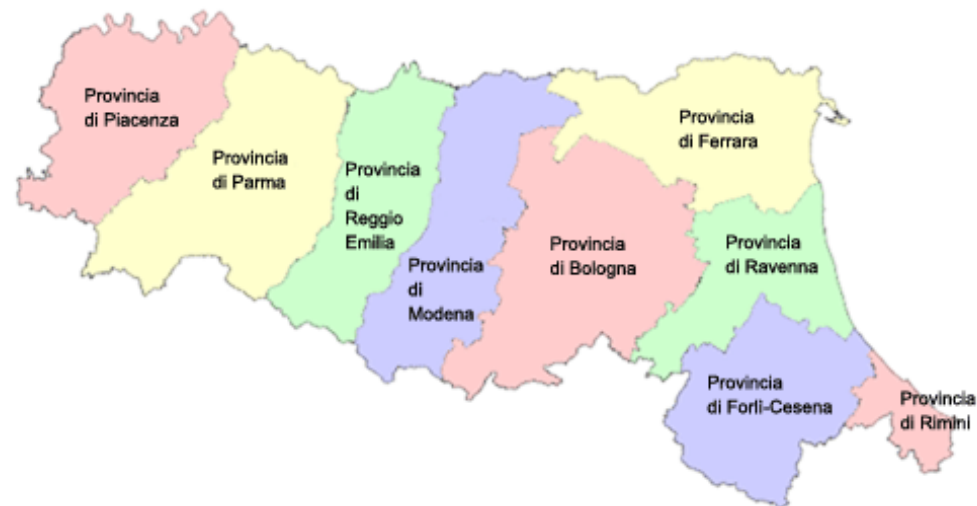 Provincia
di Piacenza
Provincia
di Parma
Provincia
di
Reggio
Emilia
Provincia
di
Modena
Provincia
di Bologna
Provincia
di Ferrara
Provincia
di Ravenna
Provincia
di Forlì-Cesena
Provincia
di Rimini